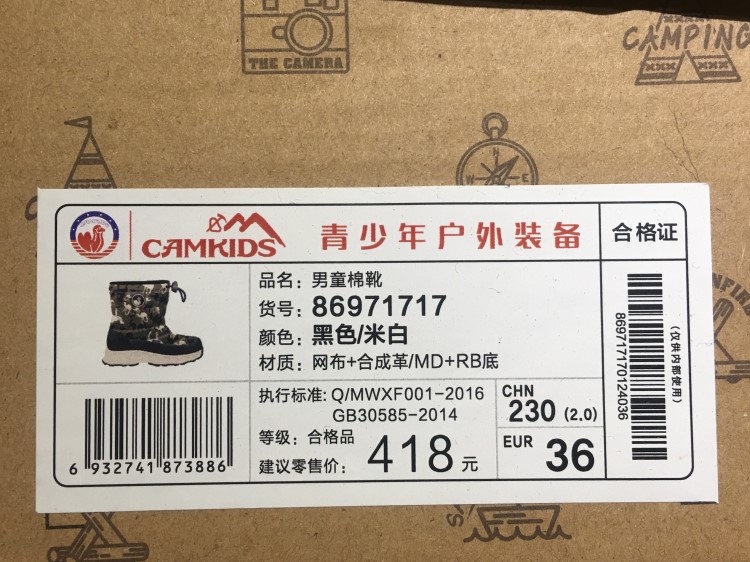 THE CAMERA
CAMPING
N
W E
CAMKIDS
青少年户外装备
合格证
品名：男童棉靴
货号：86971717
颜色：黑色/米白
材质：网布+合成革/MD+RB底
执行标准：Q/MWXF001-2016
GB30585-2014
等级：合格品
建议零售价：418元
CHN
230 (2.0)
EUR 36
6 932741 873886
869717170124036
(仅供内部使用)